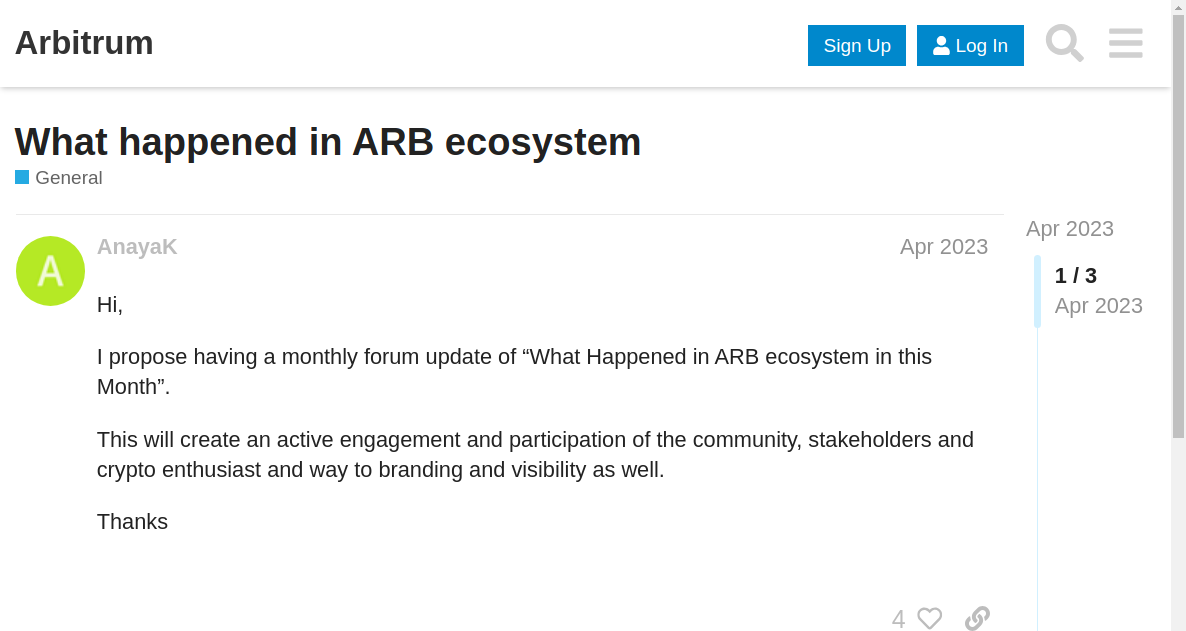 Arbitrum
Sign Up
Log In
What happened in ARB ecosystem
General
A
AnayaK
Apr 2023
Hi,
I propose having a monthly forum update of “What Happened in ARB ecosystem in this
Month”.
This will create an active engagement and participation of the community, stakeholders and
crypto enthusiast and way to branding and visibility as well.
Thanks
4
Apr 2023
1 / 3
Apr 2023